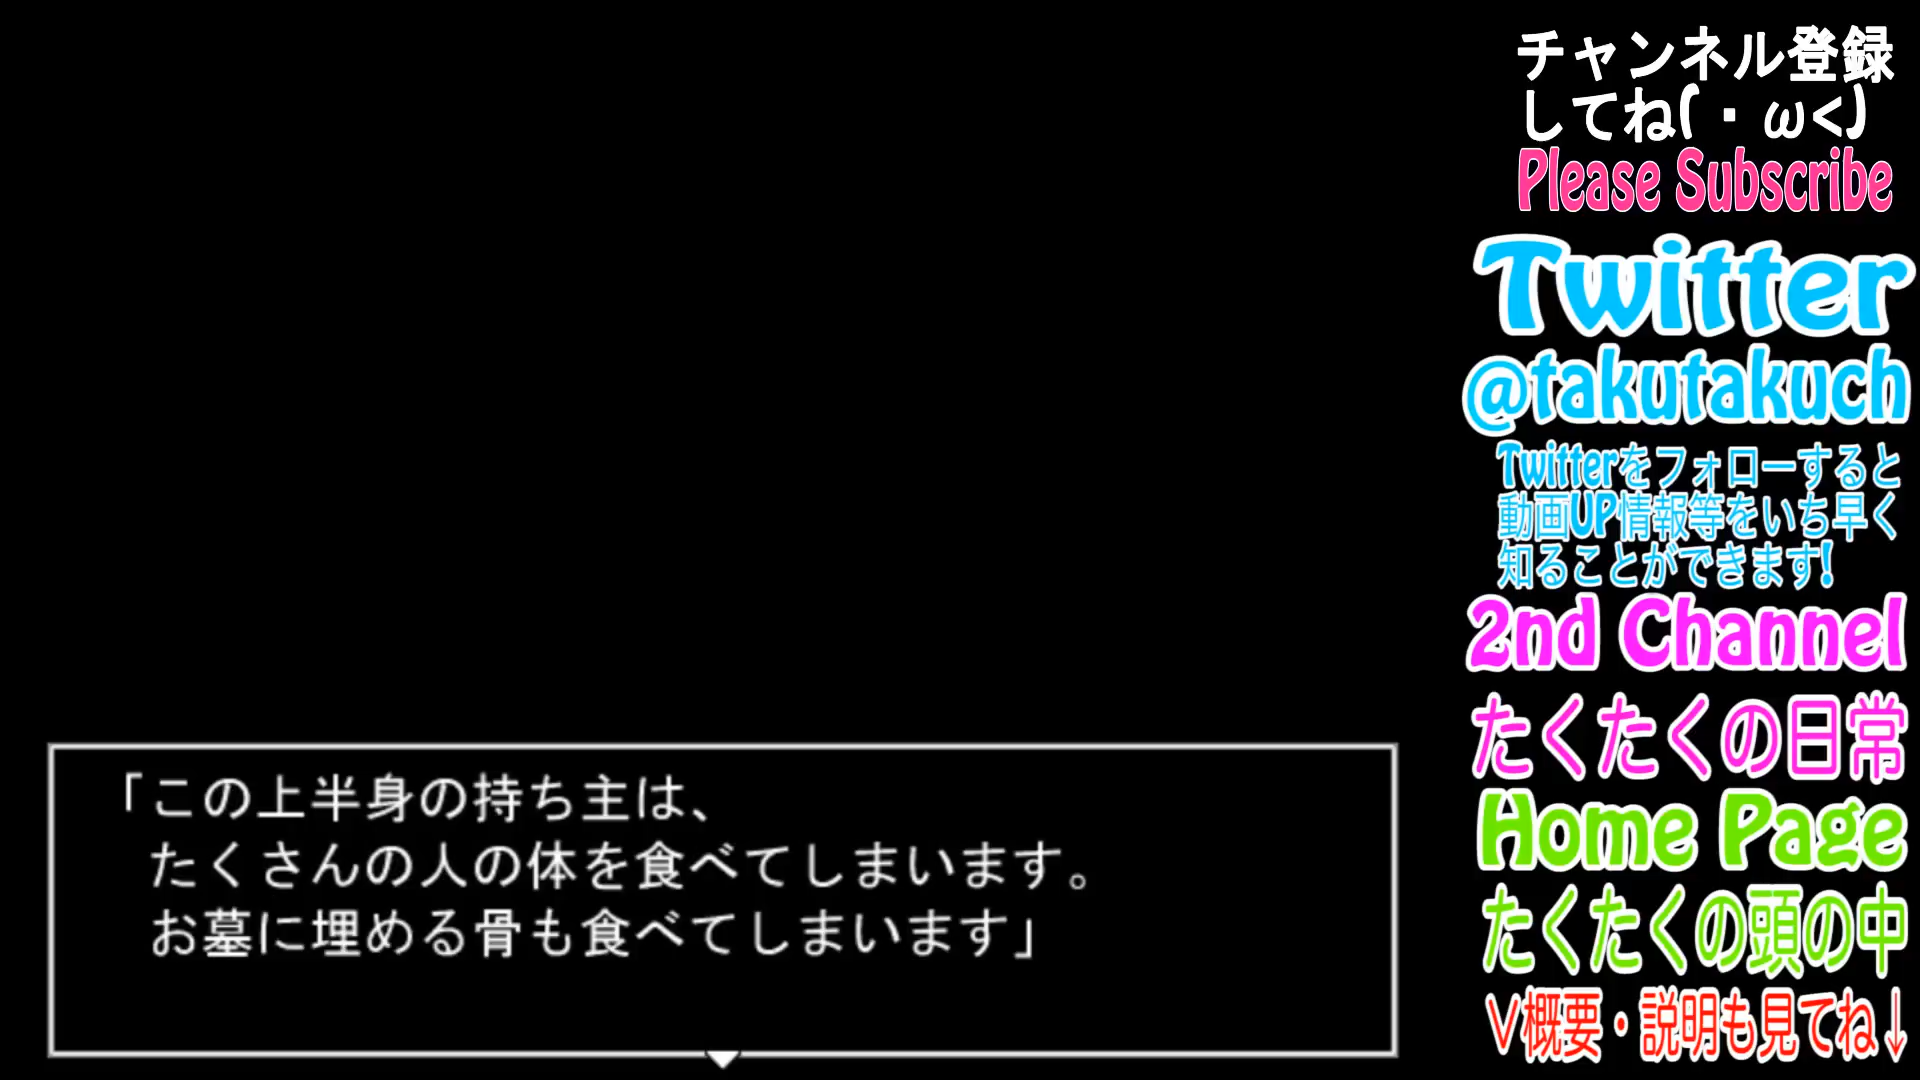 「この上半身の持ち主は、
たくさんの人の体を食べてしまいます。
お墓に埋める骨も食べてしまいます」
チャンネル登録
してね(・ω<)
Please Subscribe
Twitter
@takutakuch
Twitterをフォローすると
動画UP情報等をいち早く
知ることができます!
2nd Channel
たくたくの日常
Home Page
たくたくの頭の中
∨概要・説明も見てね↓